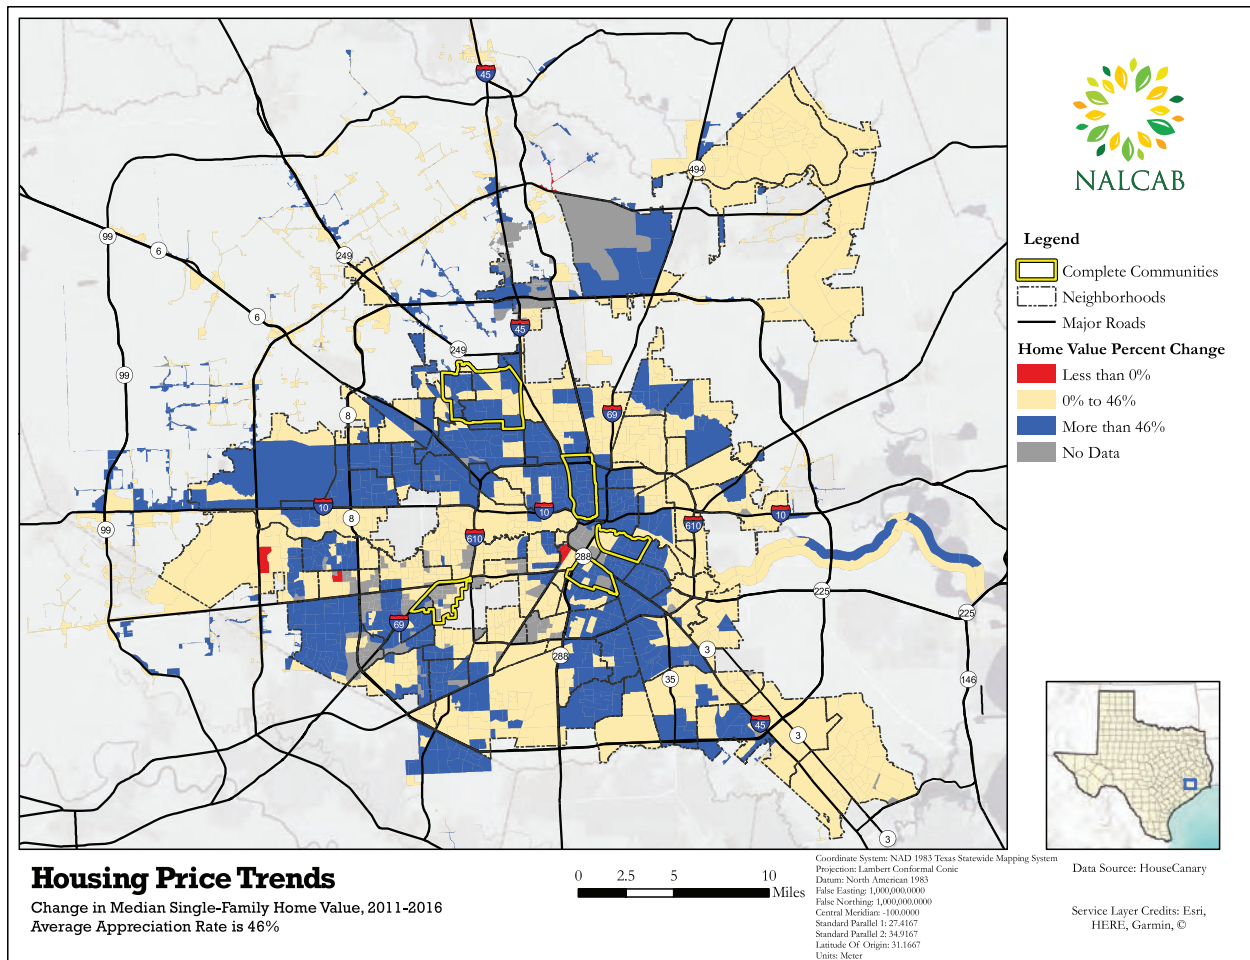 45
494
99
6
249
6
45
249
99
8
69
10
10
10
8
610
99
610
288
225
225
69
3
288
35
146
45
3
3
NALCAB
Legend
Complete Communities
Neighborhoods
Major Roads
Home Value Percent Change
Less than 0%
0% to 46%
More than 46%
No Data
Housing Price Trends
Change in Median Single-Family Home Value, 2011-2016
Average Appreciation Rate is 46%
0 2.5 5 10
Miles
Coordinate System: NAD 1983 Texas Statewide Mapping System
Projection: Lambert Conformal Conic
Datum: North American 1983
False Easting: 1,000,000.0000
False Northing: 1,000,000.0000
Central Meridian: -100.0000
Standard Parallel 1: 27.4167
Standard Parallel 2: 34.9167
Latitude Of Origin: 31.1667
Units: Meter
Data Source: HouseCanary
Service Layer Credits: Esri,
HERE, Garmin, ©